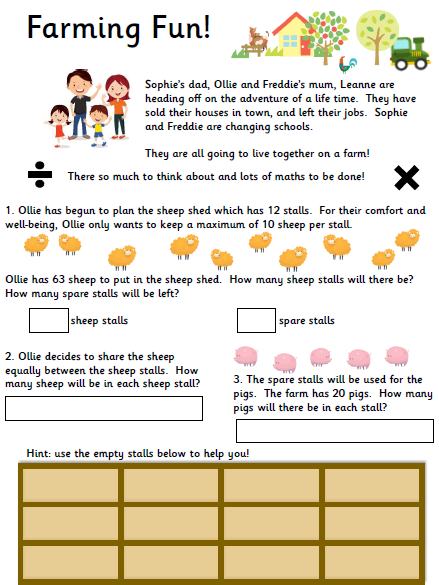 Farming Fun!
Sophie's dad, Ollie and Freddie's mum, Leanne are
heading off on the adventure of a life time. They have
sold their houses in town, and left their jobs. Sophie
and Freddie are changing schools.
They are all going to live together on a farm!
÷ There so much to think about and lots of maths to be done! ×
1. Ollie has begun to plan the sheep shed which has 12 stalls. For their comfort and
well-being, Ollie only wants to keep a maximum of 10 sheep per stall.
Ollie has 63 sheep to put in the sheep shed. How many sheep stalls will there be?
How many spare stalls will be left?
sheep stalls
spare stalls
2. Ollie decides to share the sheep
equally between the sheep stalls. How
many sheep will be in each sheep stall?
3. The spare stalls will be used for the
pigs. The farm has 20 pigs. How many
pigs will there be in each stall?
Hint: use the empty stalls below to help you!